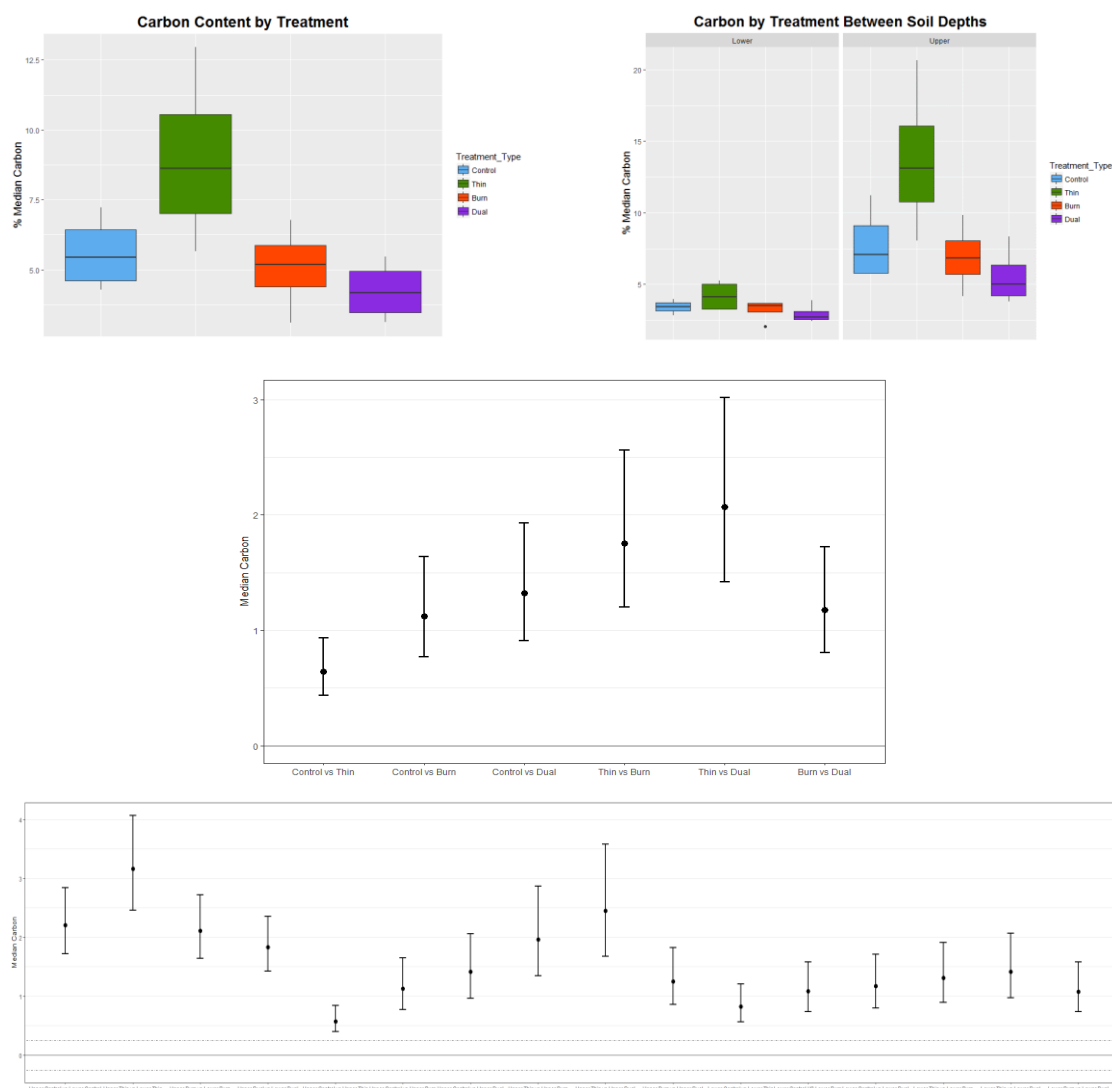 Carbon Content by Treatment
% Median Carbon
12.5
10.0
7.5
5.0
Treatment_Type
Control
Thin
Burn
Dual
Carbon by Treatment Between Soil Depths
Lower
Upper
% Median Carbon
20
15
10
5
Treatment_Type
Control
Thin
Burn
Dual
Median Carbon
3
2
1
0
Control vs Thin
Control vs Burn
Control vs Dual
Thin vs Burn
Thin vs Dual
Burn vs Dual
Median Carbon
4
3
2
1
0